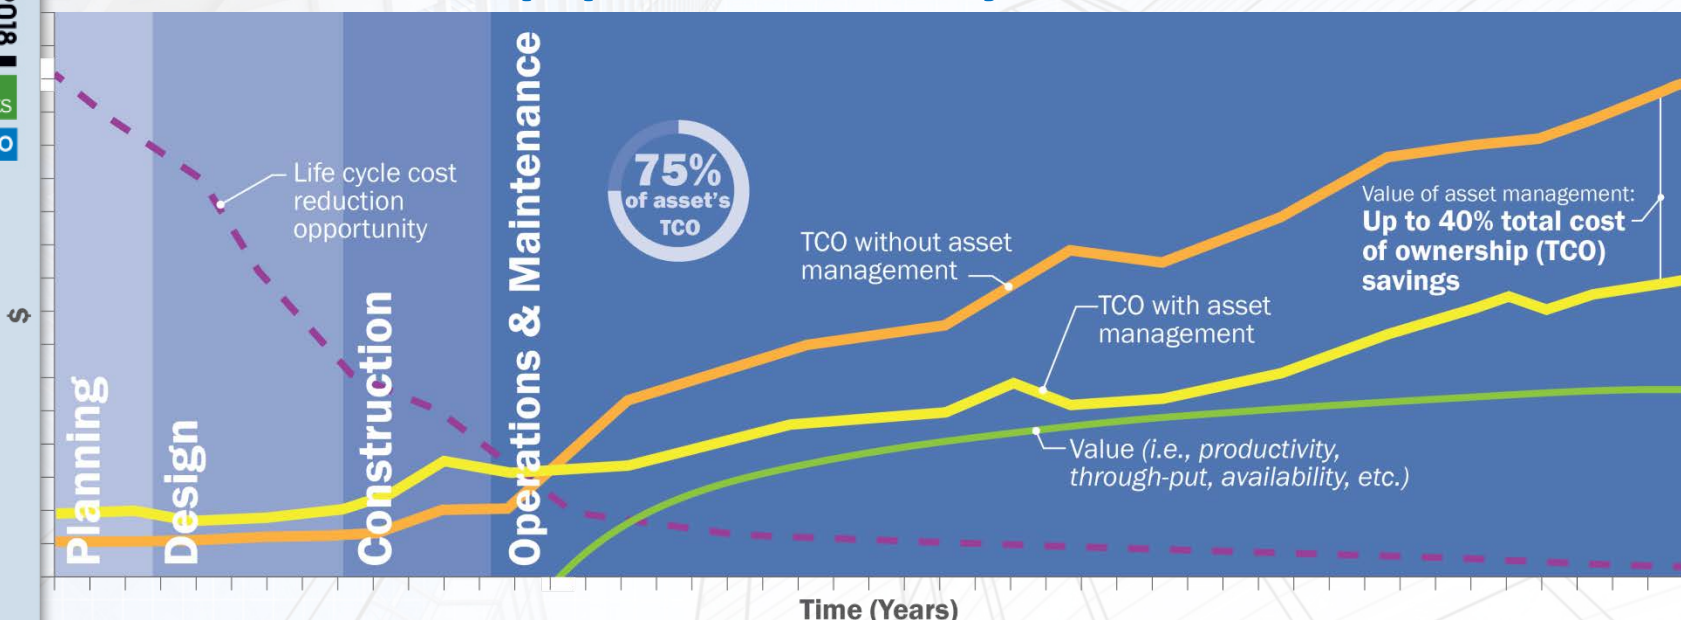 2018
S
O
$
Planning
Design
Construction
Operations & Maintenance
Life cycle cost
reduction
opportunity
75%
of asset's
TCO
TCO without asset
management
TCO with asset
management
Value of asset management:
Up to 40% total cost
of ownership (TCO)
savings
Value (i.e., productivity,
through-put, availability, etc.)
Time (Years)